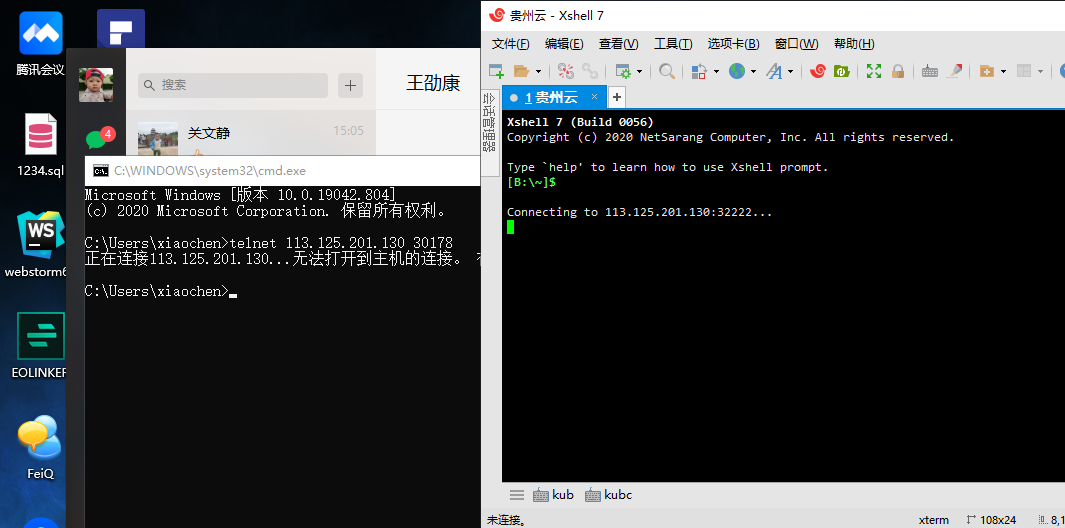 腾讯会议
1234.sql
webstorm6
EOLINKER
FeiQ
4
搜索
王劭康
关文静
15:05
C:\WINDOWS\system32\cmd.exe
Microsoft Windows [版本 10.0.19042.804]
(c) 2020 Microsoft Corporation. 保留所有权利。
C:\Users\xiaochen>telnet 113.125.201.130 30178
正在连接113.125.201.130...无法打开到主机的连接。
C:\Users\xiaochen>
贵州云 - Xshell 7
文件(F) 编辑(E) 查看(V) 工具(T) 选项卡(B) 窗口(W) 帮助(H)
会话管理器
1 贵州云 × +
Xshell 7 (Build 0056)
Copyright (c) 2020 NetSarang Computer, Inc. All rights reserved.
Type `help' to learn how to use Xshell prompt.
[B:\~]$
Connecting to 113.125.201.130:32222...
kub kubc
未连接。 xterm 108x24 8,1